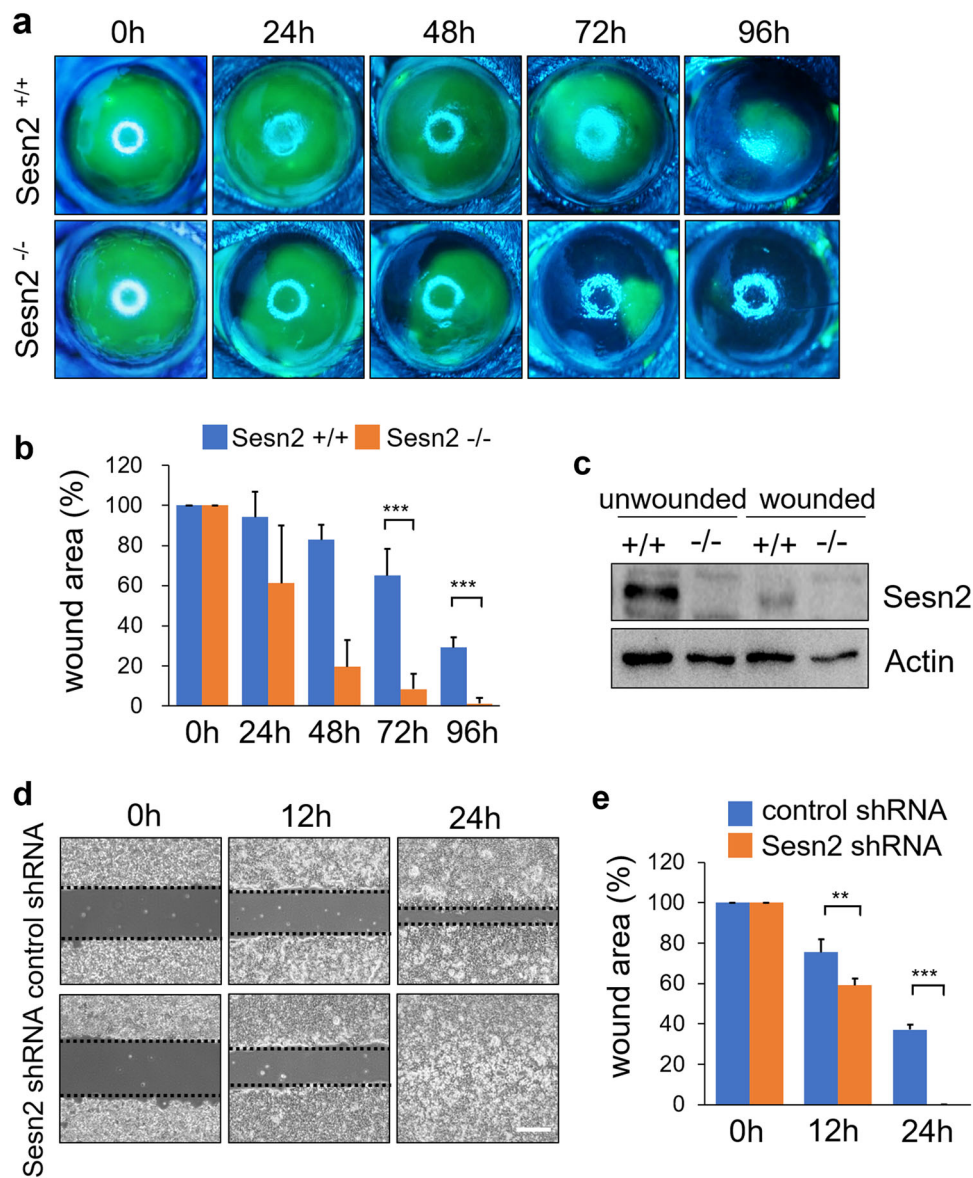 a
0h 24h 48h 72h 96h
Sesn2 +/+
Sesn2 -/-
b
Sesn2 +/+ Sesn2 -/-
wound area (%)
120
100
80
60
40
20
0
*** ***
0h 24h 48h 72h 96h
c
unwounded wounded
+/+ -/- +/+ -/-
Sesn2
Actin
d
0h 12h 24h
control shRNA
Sesn2 shRNA
e
control shRNA
Sesn2 shRNA
wound area (%)
120
100
80
60
40
20
0
** ***
0h 12h 24h